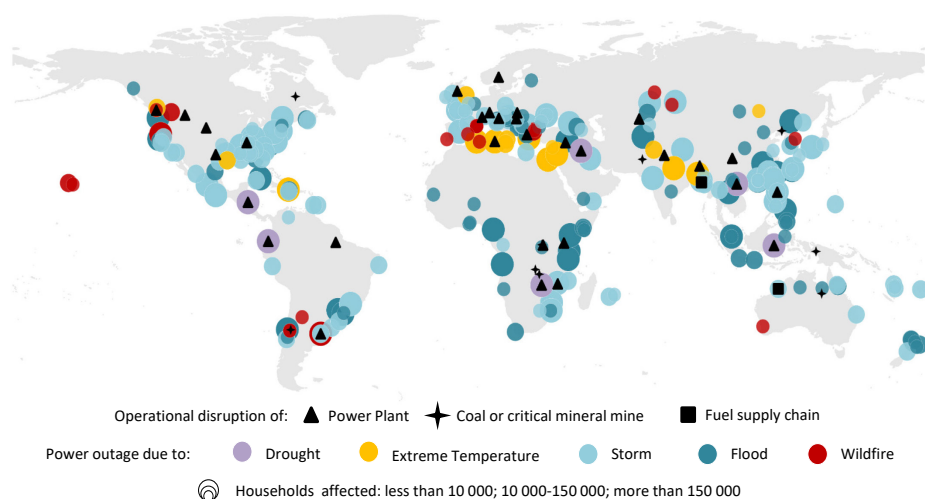 Operational disruption of: Power Plant Coal or critical mineral mine Fuel supply chain
Power outage due to: Drought Extreme Temperature Storm Flood Wildfire
Households affected: less than 10 000; 10 000-150 000; more than 150 000